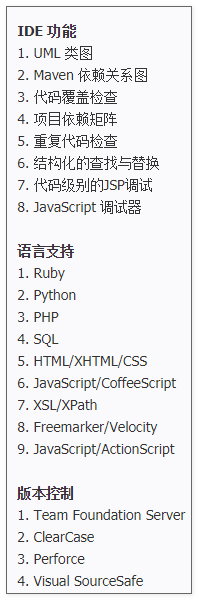 IDE 功能
1. UML 类图
2. Maven 依赖关系图
3. 代码覆盖检查
4. 项目依赖矩阵
5. 重复代码检查
6. 结构化的查找与替换
7. 代码级别的JSP调试
8. JavaScript 调试器
语言支持
1. Ruby
2. Python
3. PHP
4. SQL
5. HTML/XHTML/CSS
6. JavaScript/CoffeeScript
7. XSL/XPath
8. Freemarker/Velocity
9. JavaScript/ActionScript
版本控制
1. Team Foundation Server
2. ClearCase
3. Perforce
4. Visual SourceSafe